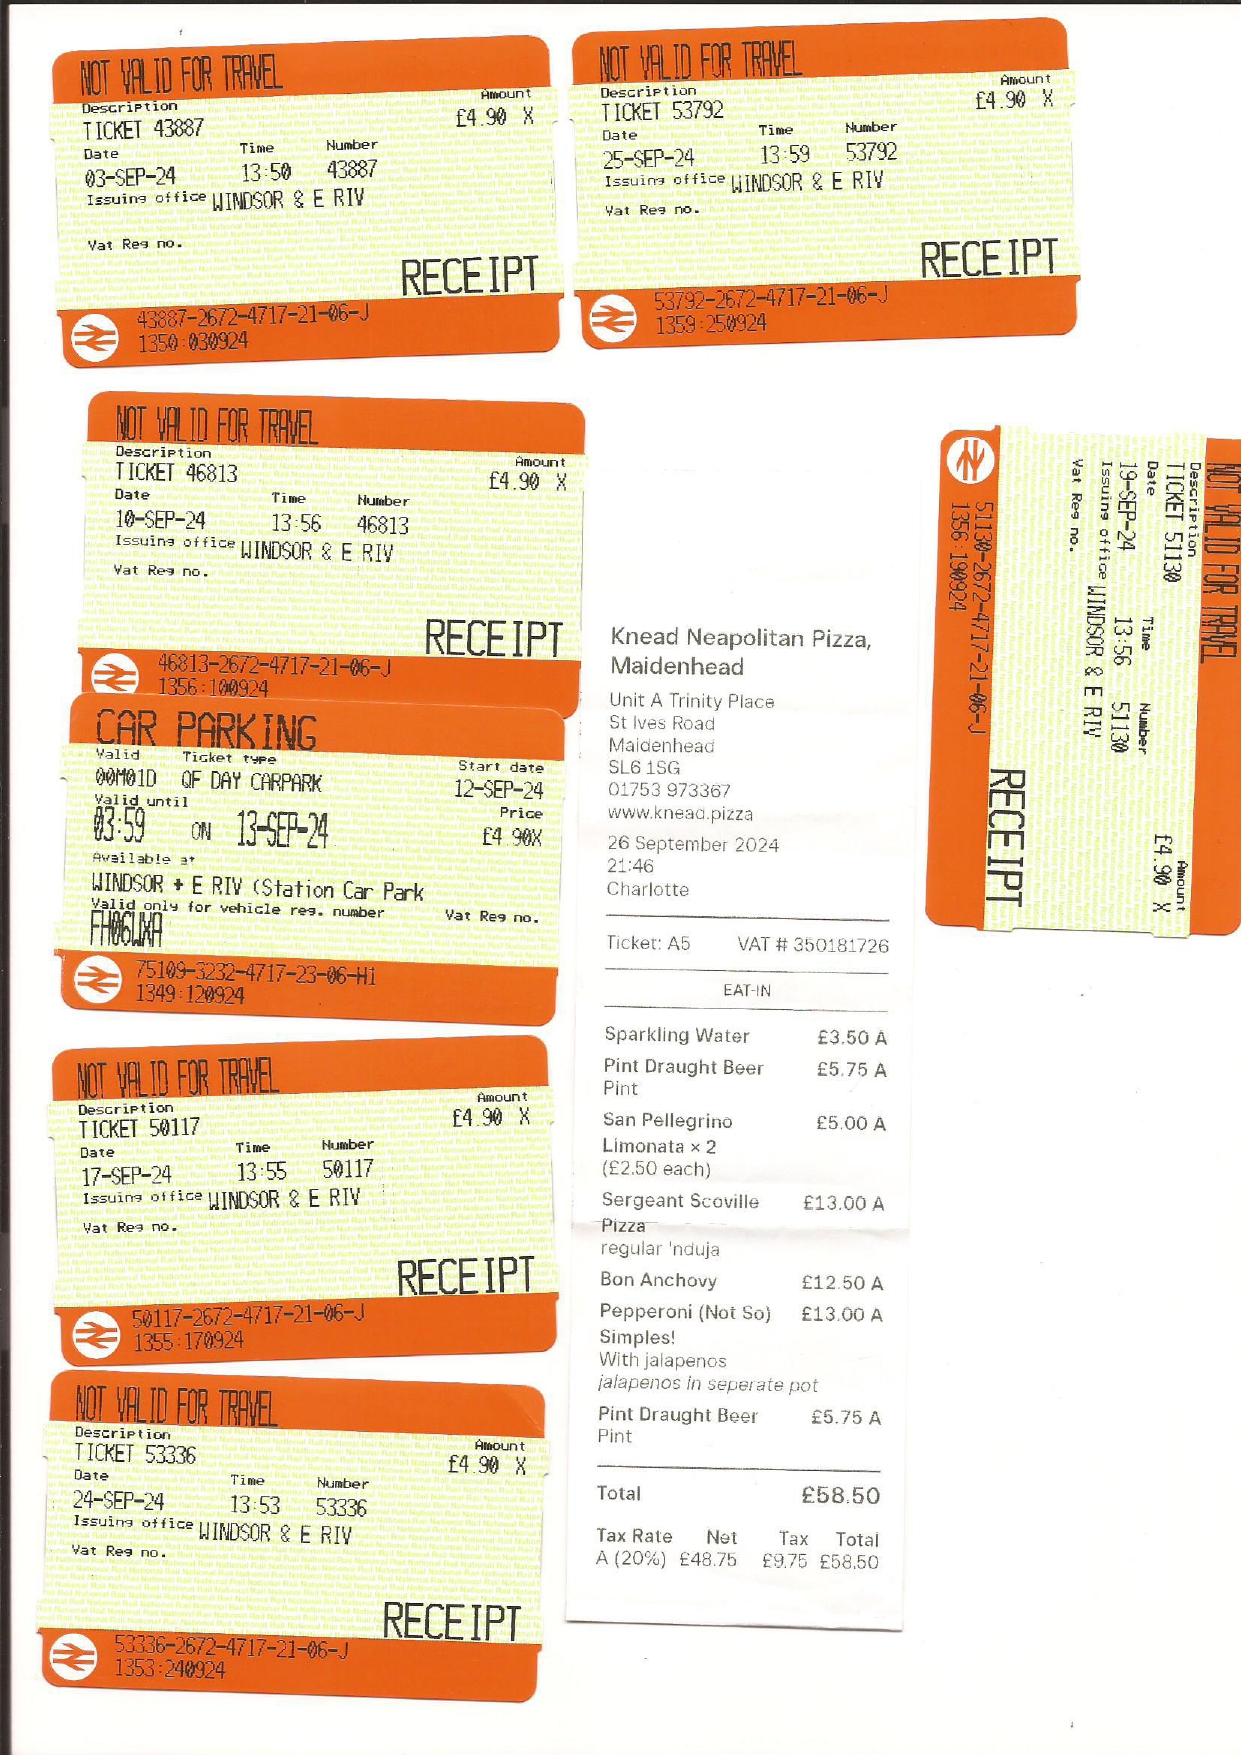 NOT VALID FOR TRAVEL
Description Amount
TICKET 43887 £4.90 X
Date Time Number
03-SEP-24 13:50 43887
Issuing office WINDSOR & E RIV
Vat Reg no.
RECEIPT
43887-2672-4717-21-06-J
1350:030924
NOT VALID FOR TRAVEL
Description Amount
TICKET 53792 £4.90 X
Date Time Number
25-SEP-24 13:59 53792
Issuing office WINDSOR & E RIV
Vat Reg no.
RECEIPT
53792-2672-4717-21-06-J
1359:250924
NOT VALID FOR TRAVEL
Description Amount
TICKET 46813 £4.90 X
Date Time Number
10-SEP-24 13:56 46813
Issuing office WINDSOR & E RIV
Vat Reg no.
RECEIPT
46813-2672-4717-21-06-J
1356:100924
NOT VALID FOR TRAVEL
Description Amount
TICKET 51130 £4.90 X
Date Time Number
19-SEP-24 13:56 51130
Issuing office WINDSOR & E RIV
Vat Reg no.
RECEIPT
51130-2672-4717-21-06-J
1356:190924
CAR PARKING
Valid Ticket type Start date
00M01D QF DAY CARPARK 12-SEP-24
Valid until Price
03:59 ON 13-SEP-24 £4.90X
Available at
WINDSOR + E RIV (Station Car Park
Valid only for vehicle reg. number Vat Reg no.
FH06WXA
75109-3232-4717-23-06-H1
1349:120924
NOT VALID FOR TRAVEL
Description Amount
TICKET 50117 £4.90 X
Date Time Number
17-SEP-24 13:55 50117
Issuing office WINDSOR & E RIV
Vat Reg no.
RECEIPT
50117-2672-4717-21-06-J
1355:170924
NOT VALID FOR TRAVEL
Description Amount
TICKET 53336 £4.90 X
Date Time Number
24-SEP-24 13:53 53336
Issuing office WINDSOR & E RIV
Vat Reg no.
RECEIPT
53336-2672-4717-21-06-J
1353:240924
Knead Neapolitan Pizza,
Maidenhead
Unit A Trinity Place
St Ives Road
Maidenhead
SL6 1SG
01753 973367
www.knead.pizza
26 September 2024
21:46
Charlotte
Ticket: A5 VAT # 350181726
EAT-IN
Sparkling Water £3.50 A
Pint Draught Beer £5.75 A
Pint
San Pellegrino £5.00 A
Limonata × 2
(£2.50 each)
Sergeant Scoville £13.00 A
Pizza
regular 'nduja
Bon Anchovy £12.50 A
Pepperoni (Not So) £13.00 A
Simples!
With jalapenos
jalapenos in seperate pot
Pint Draught Beer £5.75 A
Pint
Total £58.50
Tax Rate Net Tax Total
A (20%) £48.75 £9.75 £58.50